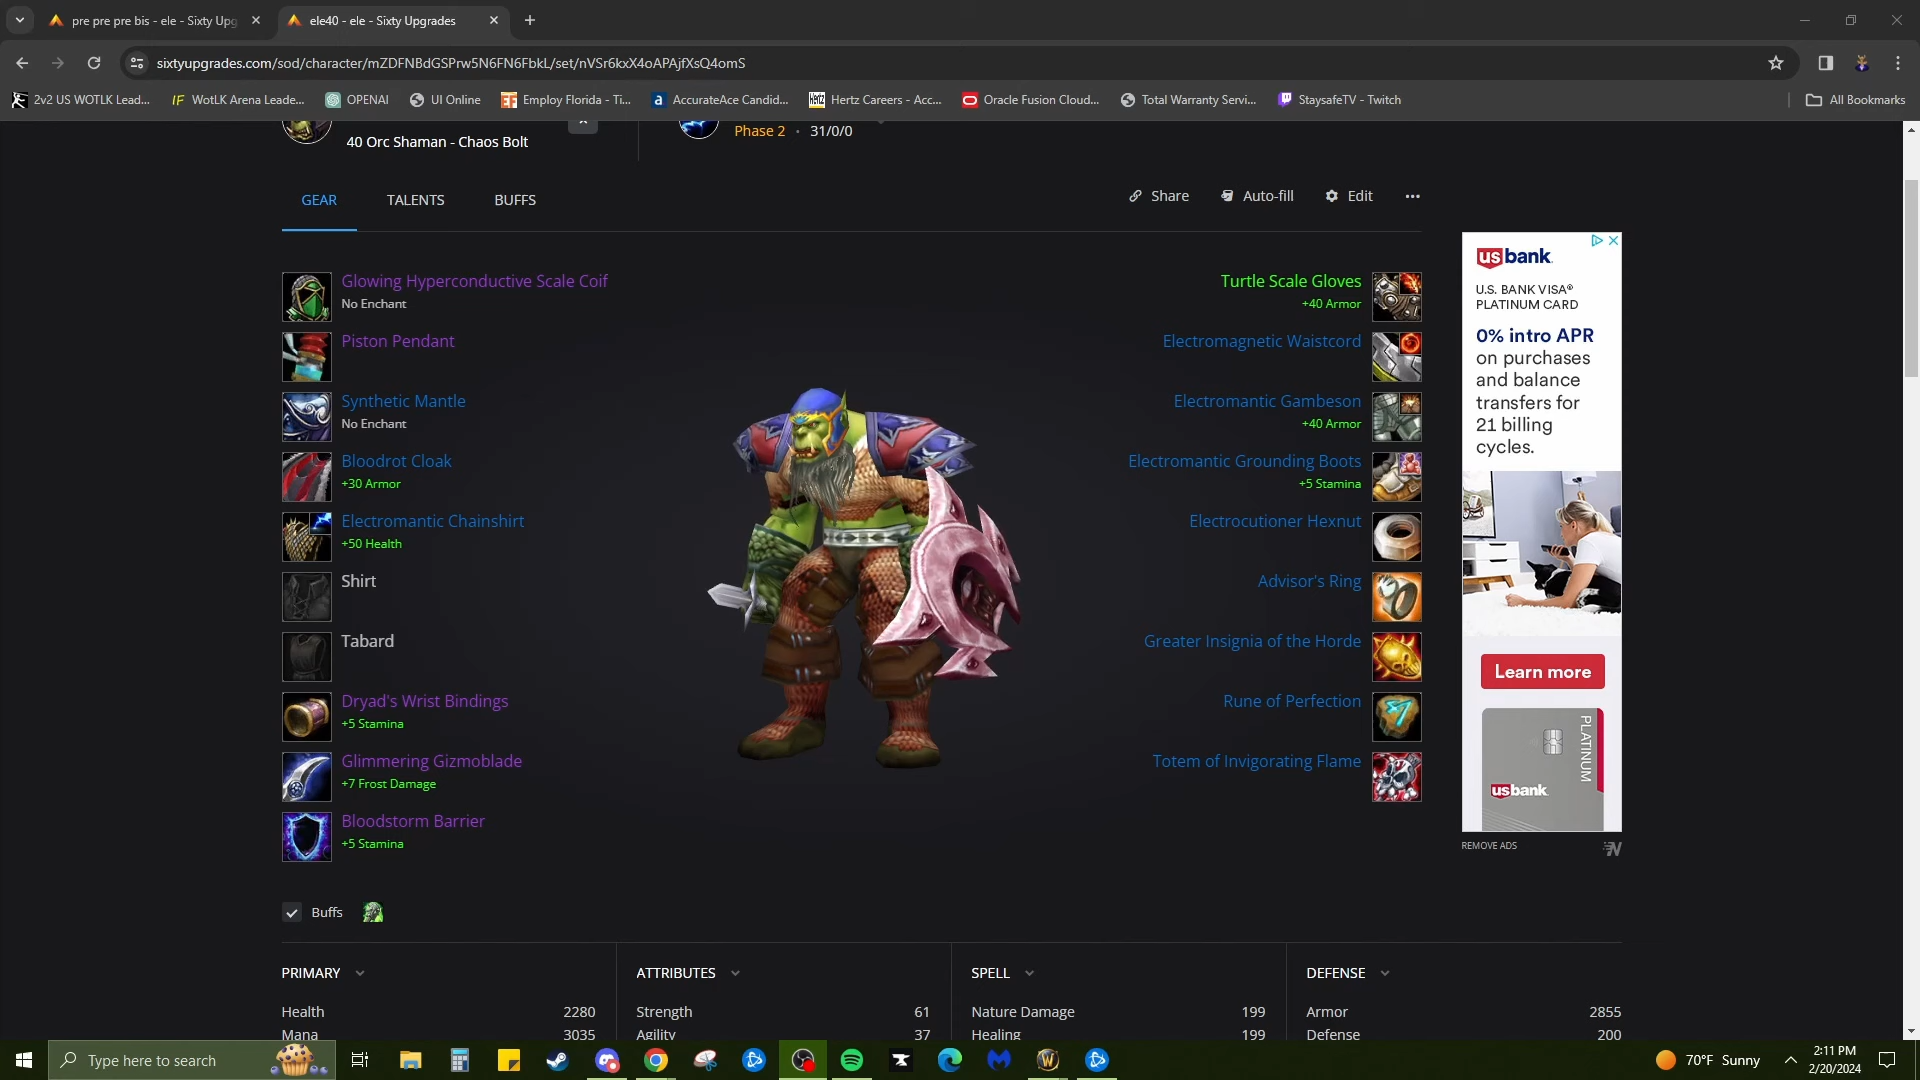 pre pre pre bis - ele - Sixty Upg
ele40 - ele - Sixty Upgrades
sixtyupgrades.com/sod/character/mZDFNBdGSPrw5N6FN6FbkL/set/nVSr6kxX4oAPAjfXsQ4omS
2v2 US WOTLK Lead...
WotLK Arena Leade...
OPENAI
UI Online
Employ Florida - Ti...
AccurateAce Candid...
Hertz Careers - Acc...
Oracle Fusion Cloud...
Total Warranty Servi...
StaysafeTV - Twitch
All Bookmarks
40 Orc Shaman - Chaos Bolt
Phase 2 · 31/0/0
GEAR TALENTS BUFFS
Share Auto-fill Edit
Glowing Hyperconductive Scale Coif
No Enchant
Piston Pendant
Synthetic Mantle
No Enchant
Bloodrot Cloak
+30 Armor
Electromantic Chainshirt
+50 Health
Shirt
Tabard
Dryad's Wrist Bindings
+5 Stamina
Glimmering Gizmoblade
+7 Frost Damage
Bloodstorm Barrier
+5 Stamina
Turtle Scale Gloves
+40 Armor
Electromagnetic Waistcord
Electromantic Gambeson
+40 Armor
Electromantic Grounding Boots
+5 Stamina
Electrocutioner Hexnut
Advisor's Ring
Greater Insignia of the Horde
Rune of Perfection
Totem of Invigorating Flame
usbank
U.S. BANK VISA®
PLATINUM CARD
0% intro APR
on purchases
and balance
transfers for
21 billing
cycles.
Learn more
PLATINUM
usbank
REMOVE ADS
Buffs
PRIMARY
Health 2280
Mana 3035
ATTRIBUTES
Strength 61
Agility 37
SPELL
Nature Damage 199
Healing 199
DEFENSE
Armor 2855
Defense 200
Type here to search
70°F Sunny
2:11 PM
2/20/2024